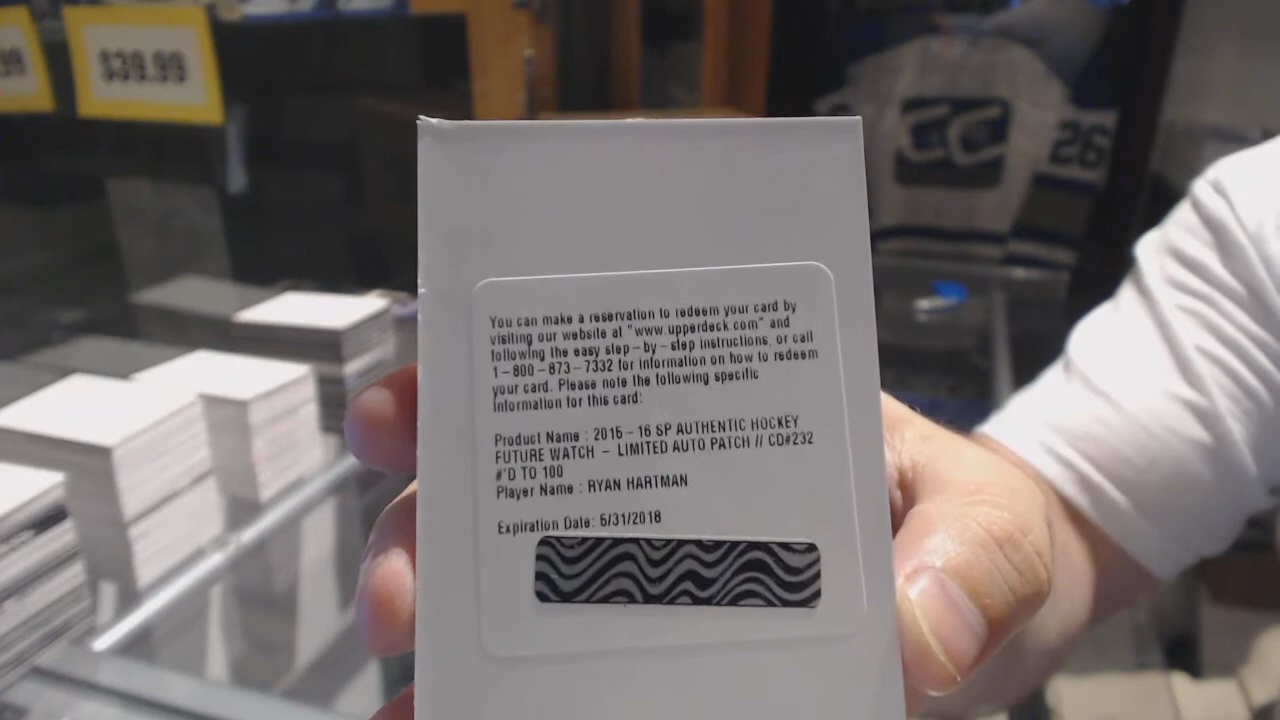 99
$39.99
26
You can make a reservation to redeem your card by
visiting our website at "www.upperdeck.com" and
following the easy step-by-step instructions, or call
1-800-873-7332 for information on how to redeem
your card. Please note the following specific
information for this card:
Product Name : 2015-16 SP AUTHENTIC HOCKEY
FUTURE WATCH - LIMITED AUTO PATCH // CD#232
#'D TO 100
Player Name : RYAN HARTMAN
Expiration Date: 5/31/2018